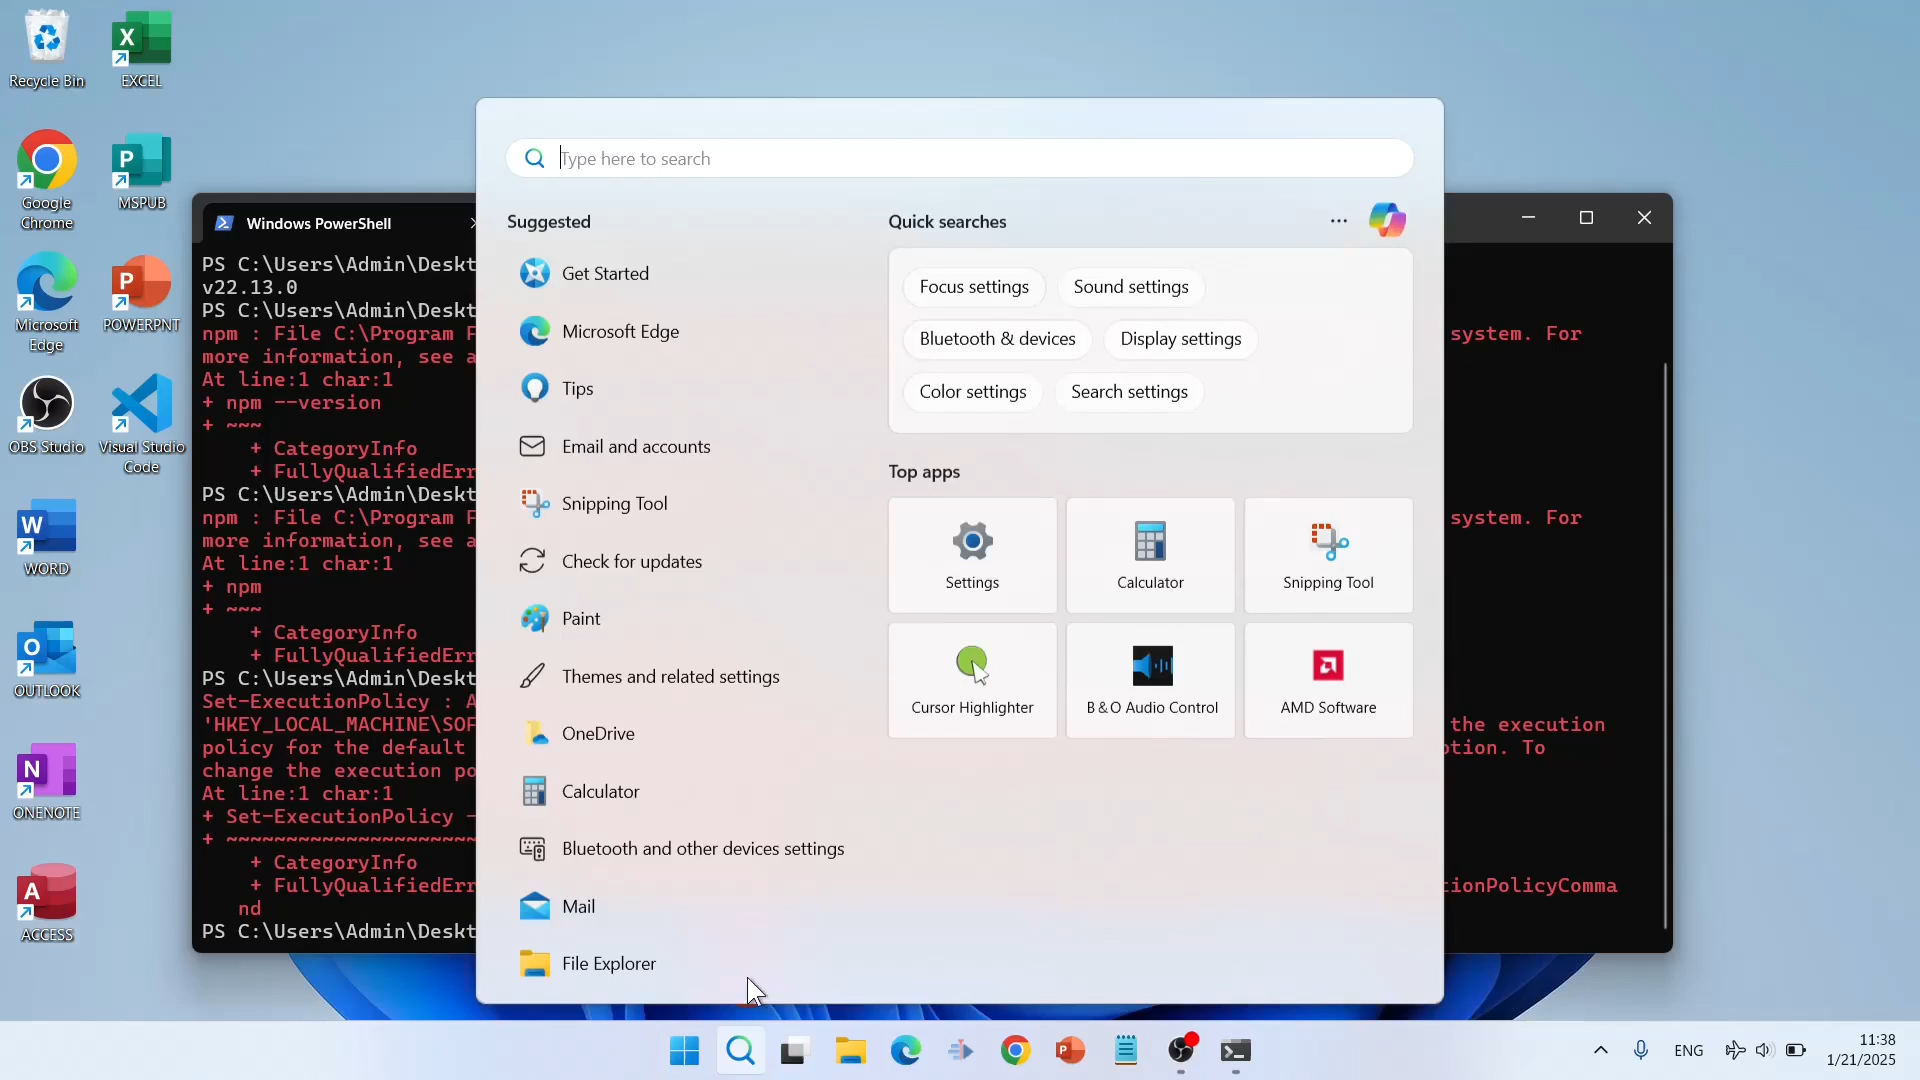 Recycle Bin
EXCEL
Google
Chrome
MSPUB
Microsoft
Edge
POWERPNT
OBS Studio
Visual Studio
Code
WORD
OUTLOOK
ONENOTE
ACCESS
Windows PowerShell
PS C:\Users\Admin\Deskt
v22.13.0
PS C:\Users\Admin\Deskt
npm : File C:\Program F
system. For
more information, see a
At line:1 char:1
+ npm --version
+ ~~~
+ CategoryInfo
+ FullyQualifiedErr
PS C:\Users\Admin\Deskt
npm : File C:\Program F
system. For
more information, see a
At line:1 char:1
+ npm
+ ~~~
+ CategoryInfo
+ FullyQualifiedErr
PS C:\Users\Admin\Deskt
Set-ExecutionPolicy : A
'HKEY_LOCAL_MACHINE\SOF
the execution
policy for the default
ption. To
change the execution po
At line:1 char:1
+ Set-ExecutionPolicy -
+ ~~~~~~~~~~~~~~~~~~~~~
+ CategoryInfo
+ FullyQualifiedErr
tionPolicyComma
nd
PS C:\Users\Admin\Deskt
Type here to search
Suggested
Get Started
Microsoft Edge
Tips
Email and accounts
Snipping Tool
Check for updates
Paint
Themes and related settings
OneDrive
Calculator
Bluetooth and other devices settings
Mail
File Explorer
Quick searches
Focus settings
Sound settings
Bluetooth & devices
Display settings
Color settings
Search settings
Top apps
Settings
Calculator
Snipping Tool
Cursor Highlighter
B&O Audio Control
AMD Software
ENG
11:38
1/21/2025